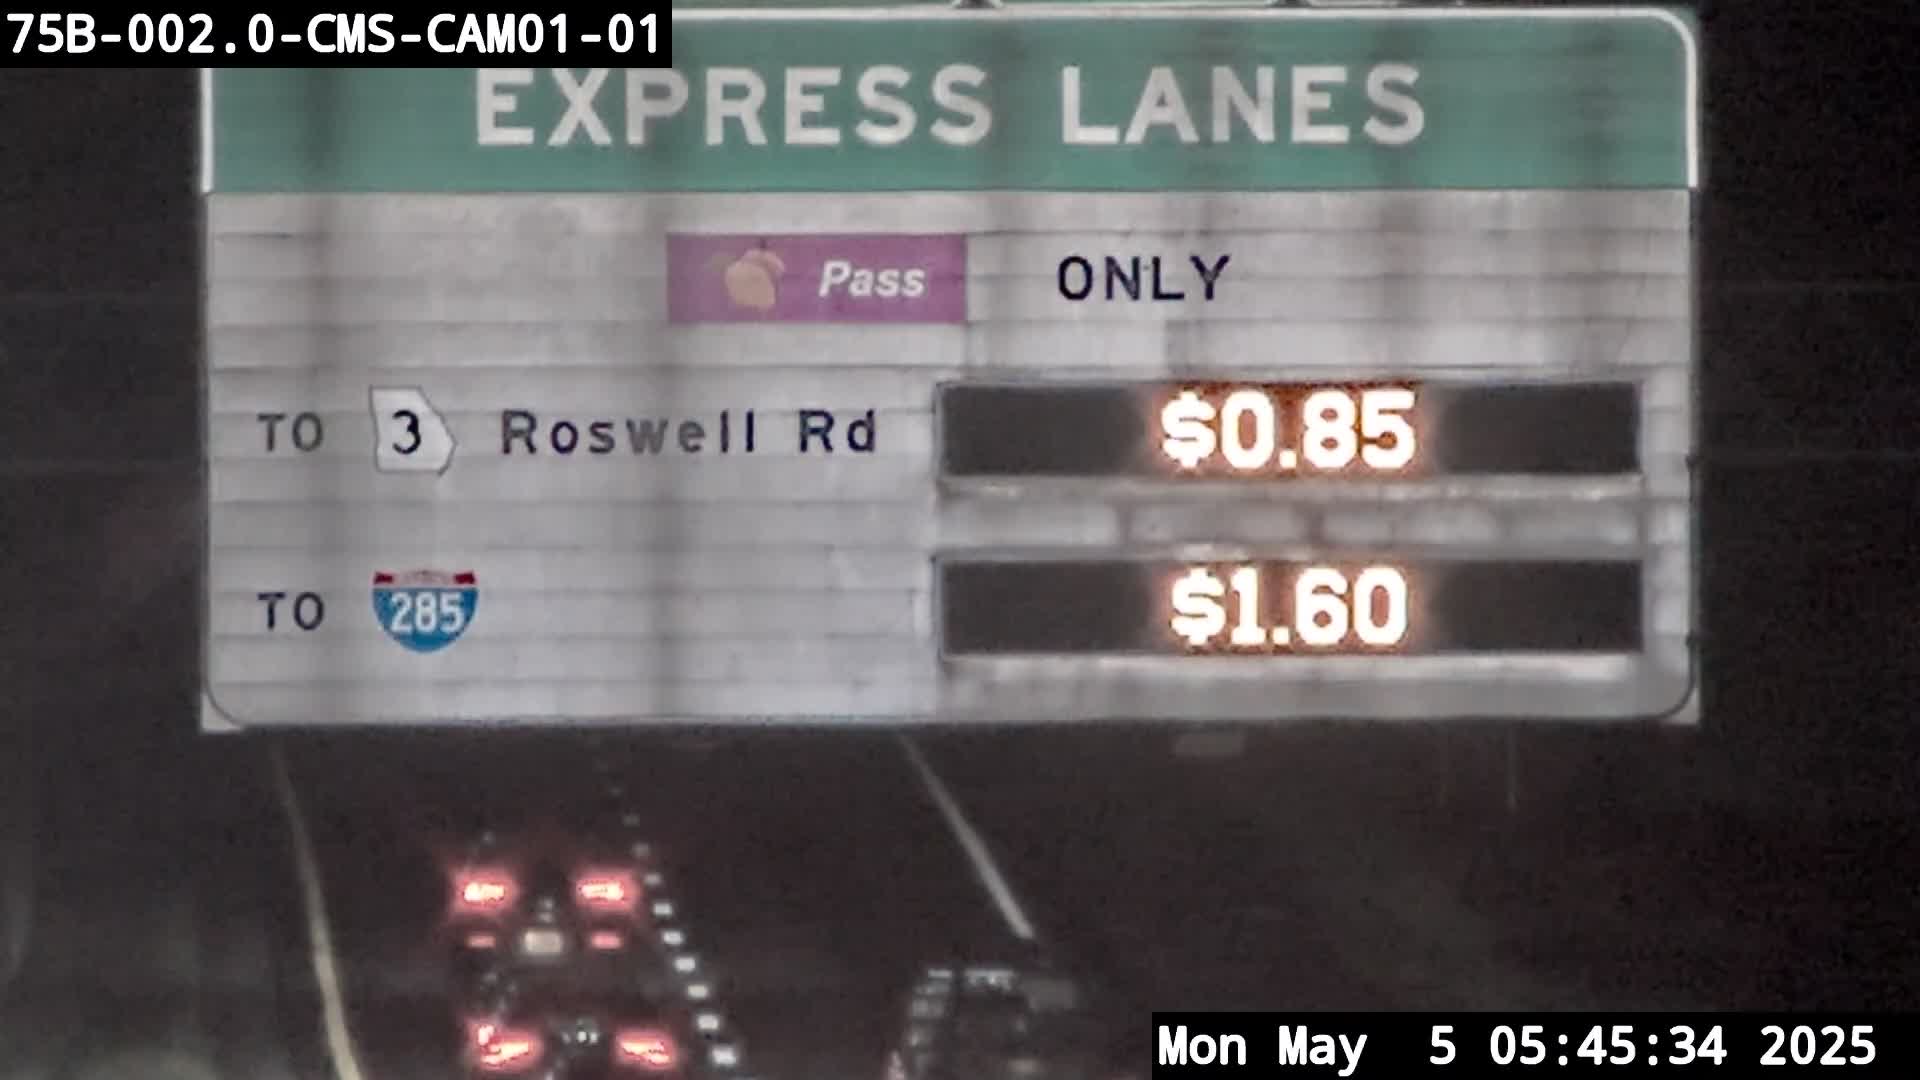 75B-002.0-CMS-CAM01-01
EXPRESS LANES
Pass ONLY
TO 3 Roswell Rd $0.85
TO 285 $1.60
Mon May 5 05:45:34 2025